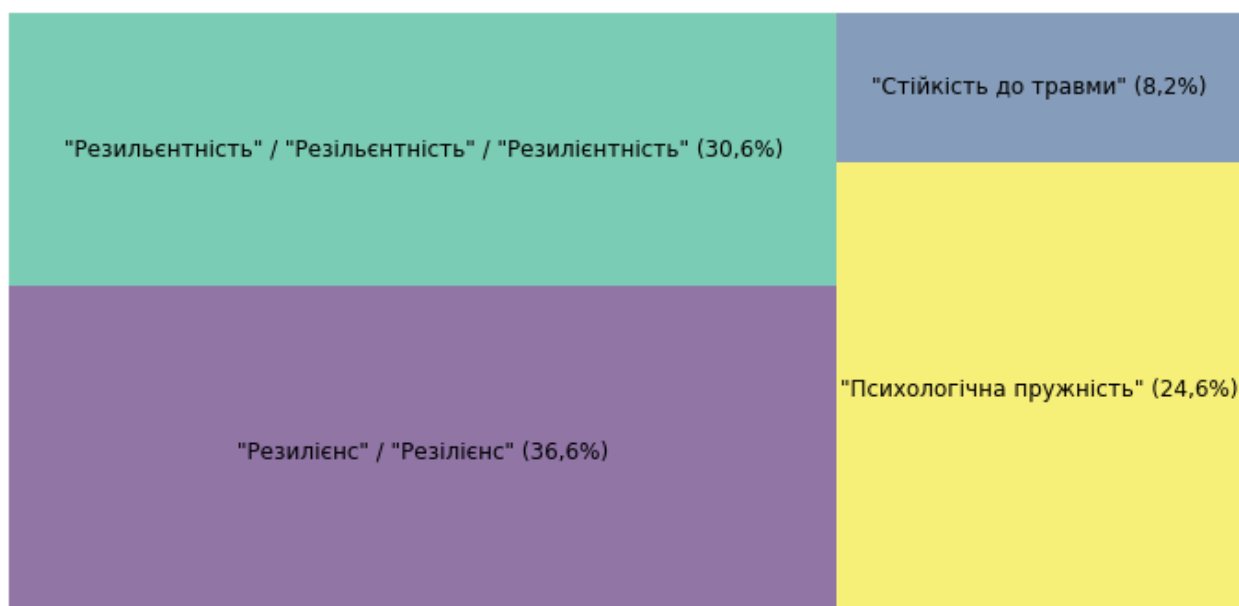 "Стійкість до травми" (8,2%)
"Резильєнтність" / "Резільєнтність" / "Резилієнтність" (30,6%)
"Психологічна пружність" (24,6%)
"Резилієнс" / "Резілієнс" (36,6%)